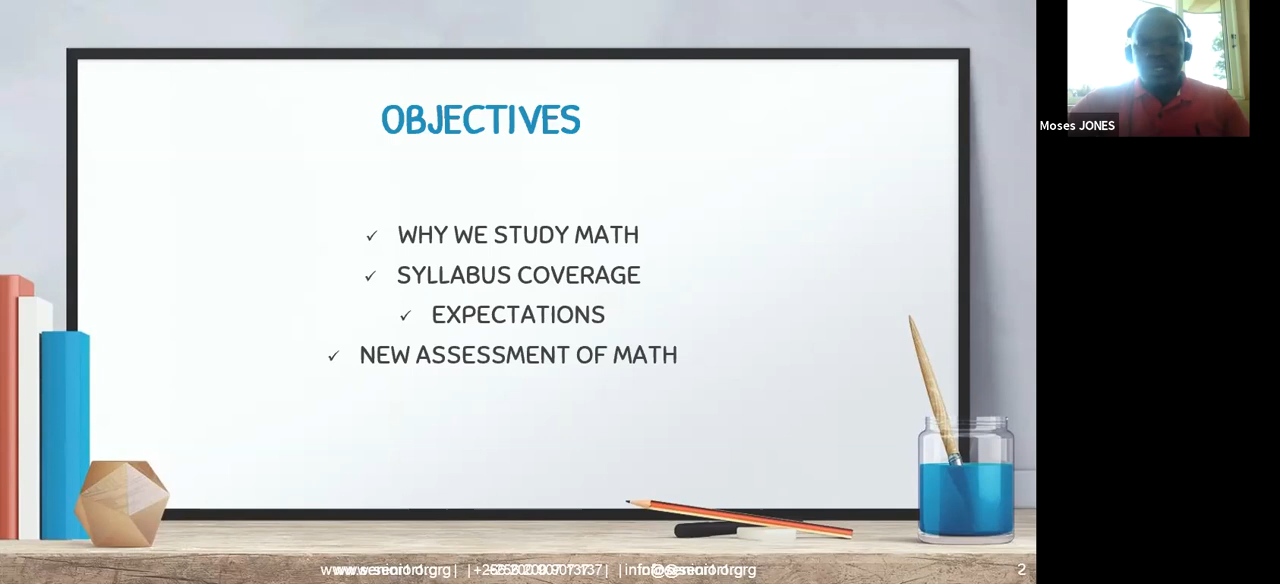 OBJECTIVES
✓ WHY WE STUDY MATH
✓ SYLLABUS COVERAGE
✓ EXPECTATIONS
✓ NEW ASSESSMENT OF MATH
2
Moses JONES